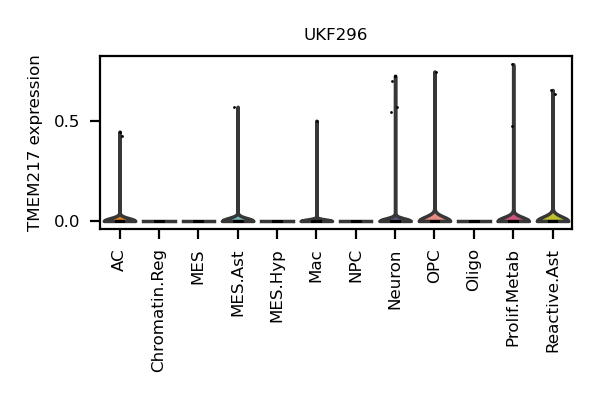 UKF296
TMEM217 expression
0.5
0.0
AC
Chromatin.Reg
MES
MES.Ast
MES.Hyp
Mac
NPC
Neuron
OPC
Oligo
Prolif.Metab
Reactive.Ast